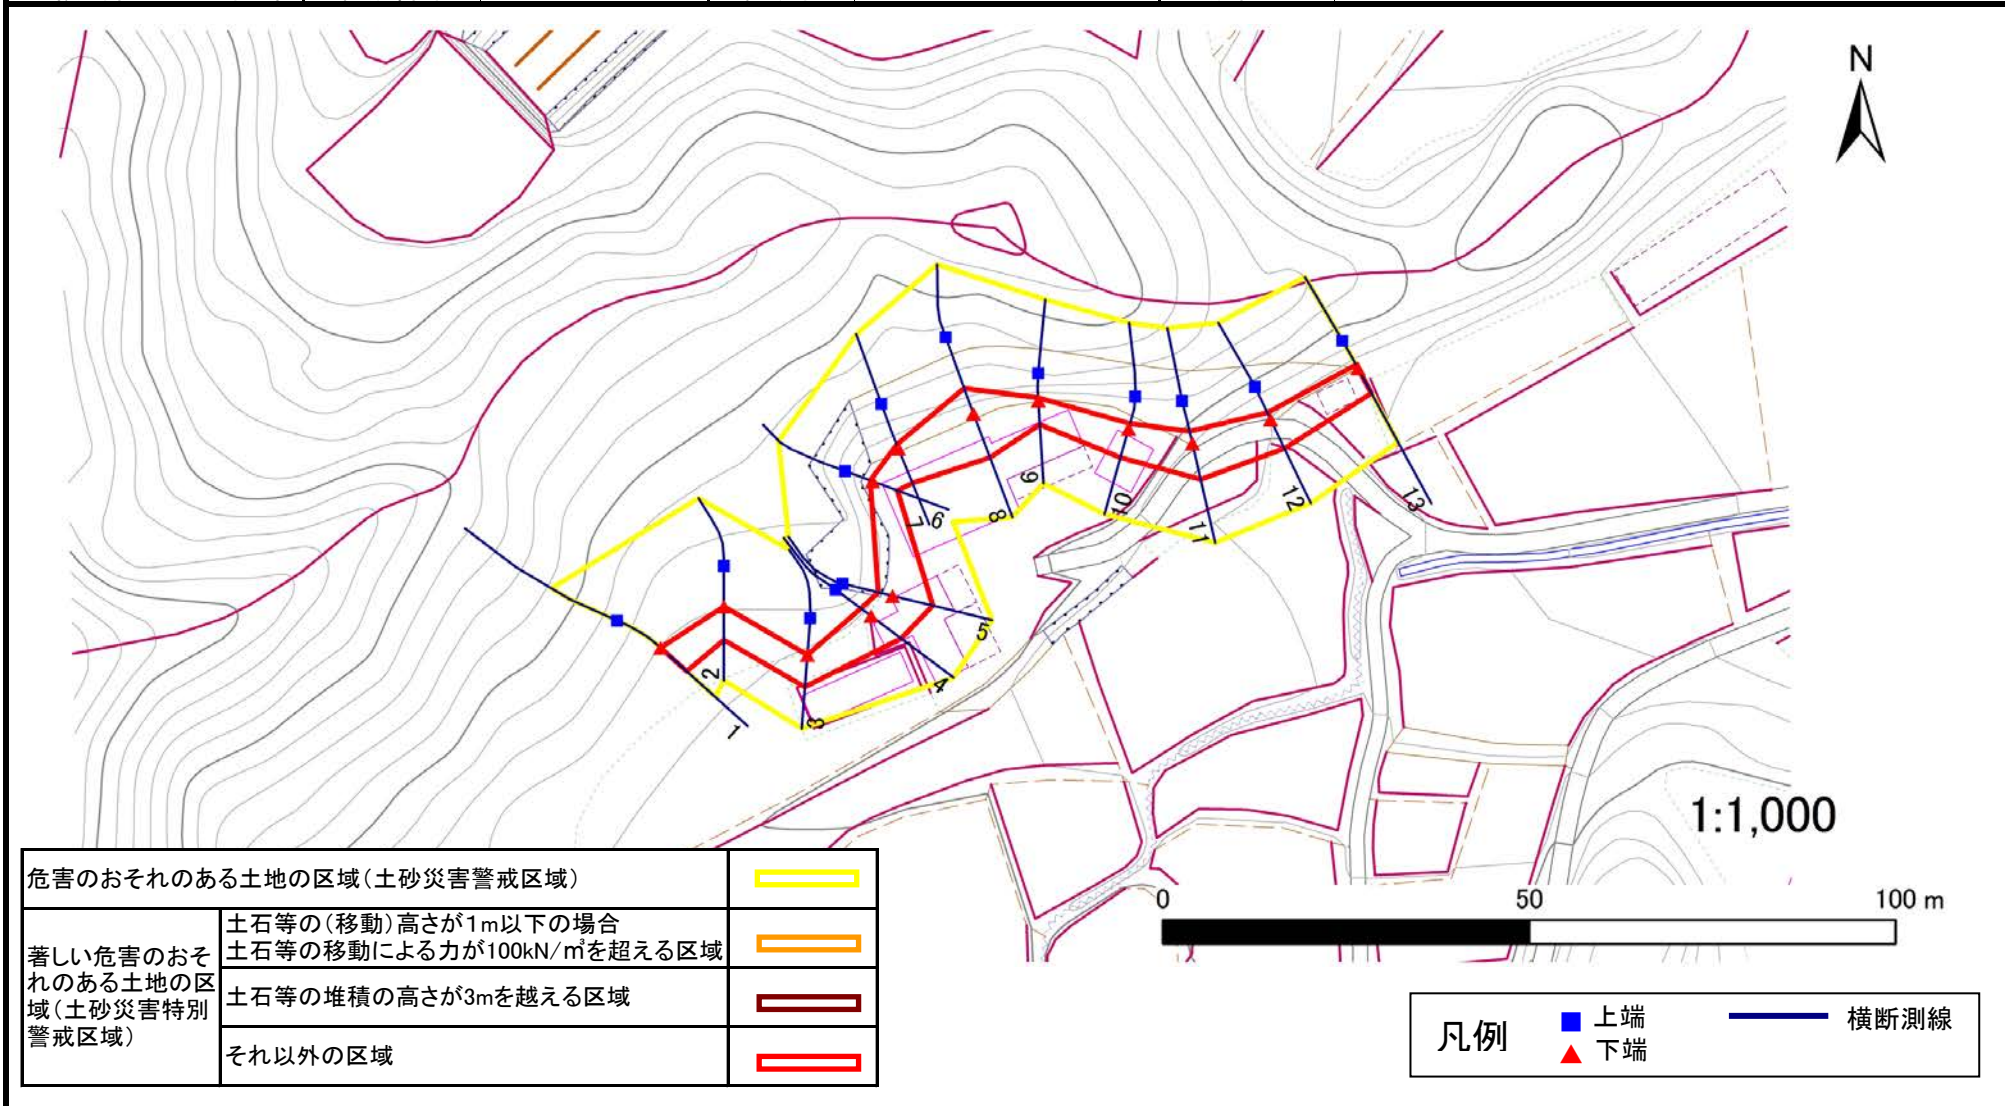 N
1
2
3
4
5
6
7
8
9
10
11
12
13
1:1,000
0 50 100 m
危害のおそれのある土地の区域(土砂災害警戒区域)
著しい危害のおそ
れのある土地の区
域(土砂災害特別
警戒区域)
土石等の(移動)高さが1m以下の場合
土石等の移動による力が100kN/㎡を超える区域
土石等の堆積の高さが3mを越える区域
それ以外の区域
凡例
上端
下端
横断測線